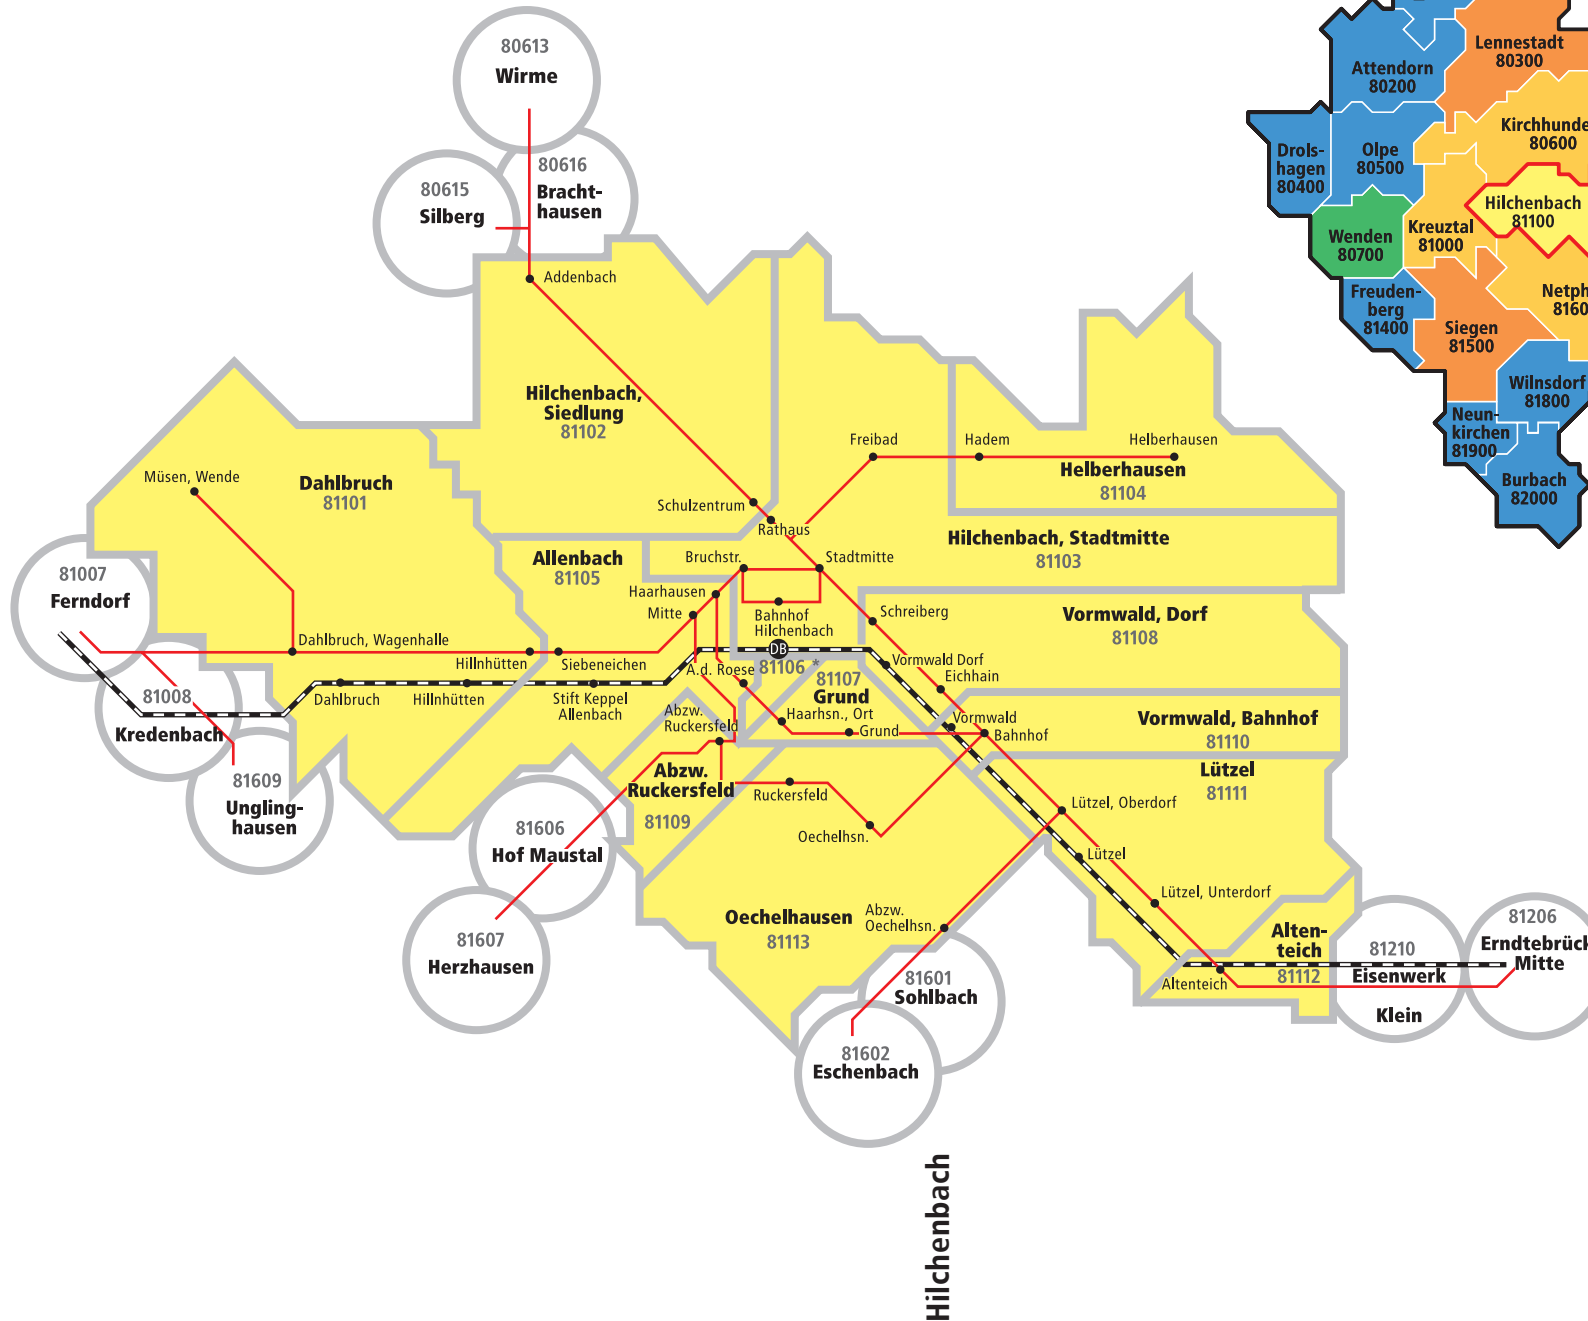 80613
Wirme
80616
Bracht-
hausen
80615
Silberg
Addenbach
Hilchenbach,
Siedlung
81102
Müsen, Wende
Dahlbruch
81101
Schulzentrum
Rathaus
Freibad
Hadem
Helberhausen
Helberhausen
81104
Hilchenbach, Stadtmitte
81103
Allenbach
81105
Bruchstr.
Stadtmitte
Haarhausen
Mitte
Bahnhof
Hilchenbach
DB
81106 *
Schreiberg
Vormwald, Dorf
81108
81007
Ferndorf
Dahlbruch, Wagenhalle
Hillnhütten
Siebeneichen
A.d. Roese
81107
Grund
Vormwald Dorf
Eichhain
81008
Kredenbach
Dahlbruch
Hillnhütten
Stift Keppel
Allenbach
Abzw.
Ruckersfeld
Haarhsn., Ort
Grund
Vormwald
Bahnhof
Vormwald, Bahnhof
81110
Lützel
81111
81609
Ungling-
hausen
Abzw.
Ruckersfeld
81109
Ruckersfeld
Oechelhsn.
Lützel, Oberdorf
Lützel
81606
Hof Maustal
Lützel, Unterdorf
Oechelhausen
81113
Abzw.
Oechelhsn.
81607
Herzhausen
Alten-
teich
81112
Altenteich
81210
Eisenwerk
Klein
81206
Erndtebrück
Mitte
81601
Sohlbach
81602
Eschenbach
Hilchenbach
Lennestadt
80300
Attendorn
80200
Kirchhunde
80600
Drols-
hagen
80400
Olpe
80500
Hilchenbach
81100
Wenden
80700
Kreuztal
81000
Netph
8160
Freuden-
berg
81400
Siegen
81500
Wilnsdorf
81800
Neun-
kirchen
81900
Burbach
82000